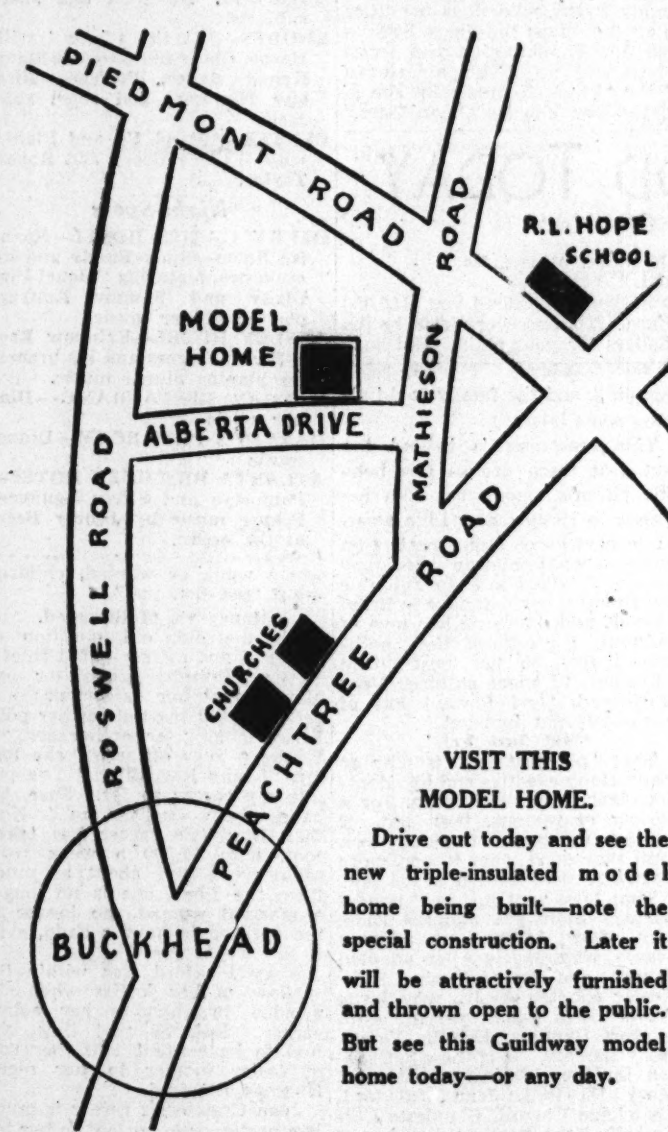 PIEDMONT ROAD
ROAD
R.L. HOPE
SCHOOL
MODEL
HOME
MATHIESON
ALBERTA DRIVE
ROSWELL ROAD
CHURCHES
PEACHTREE ROAD
BUCKHEAD
VISIT THIS
MODEL HOME.
Drive out today and see the
new triple-insulated model
home being built—note the
special construction. Later it
will be attractively furnished
and thrown open to the public.
But see this Guildway model
home today—or any day.